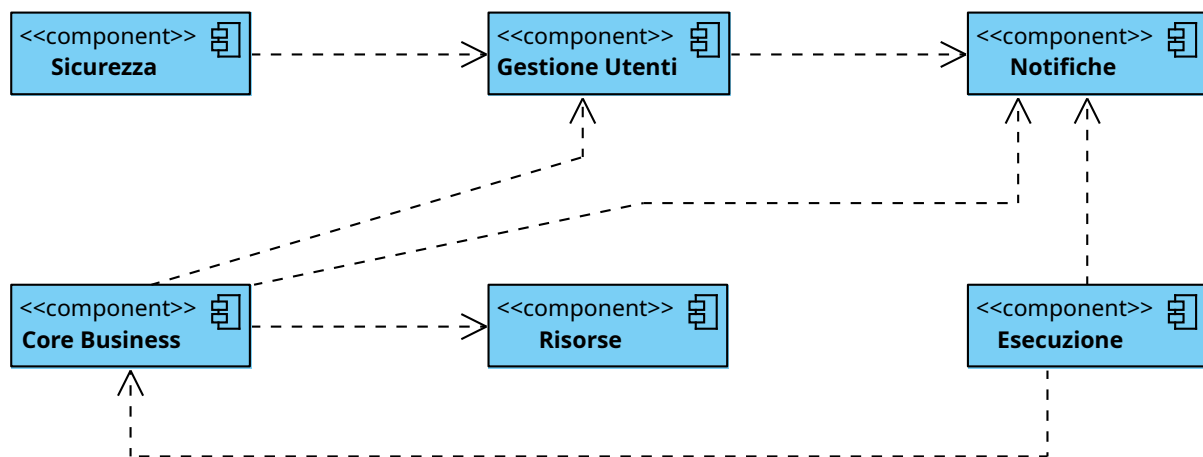 <<component>>
Sicurezza
<<component>>
Gestione Utenti
<<component>>
Notifiche
<<component>>
Core Business
<<component>>
Risorse
<<component>>
Esecuzione